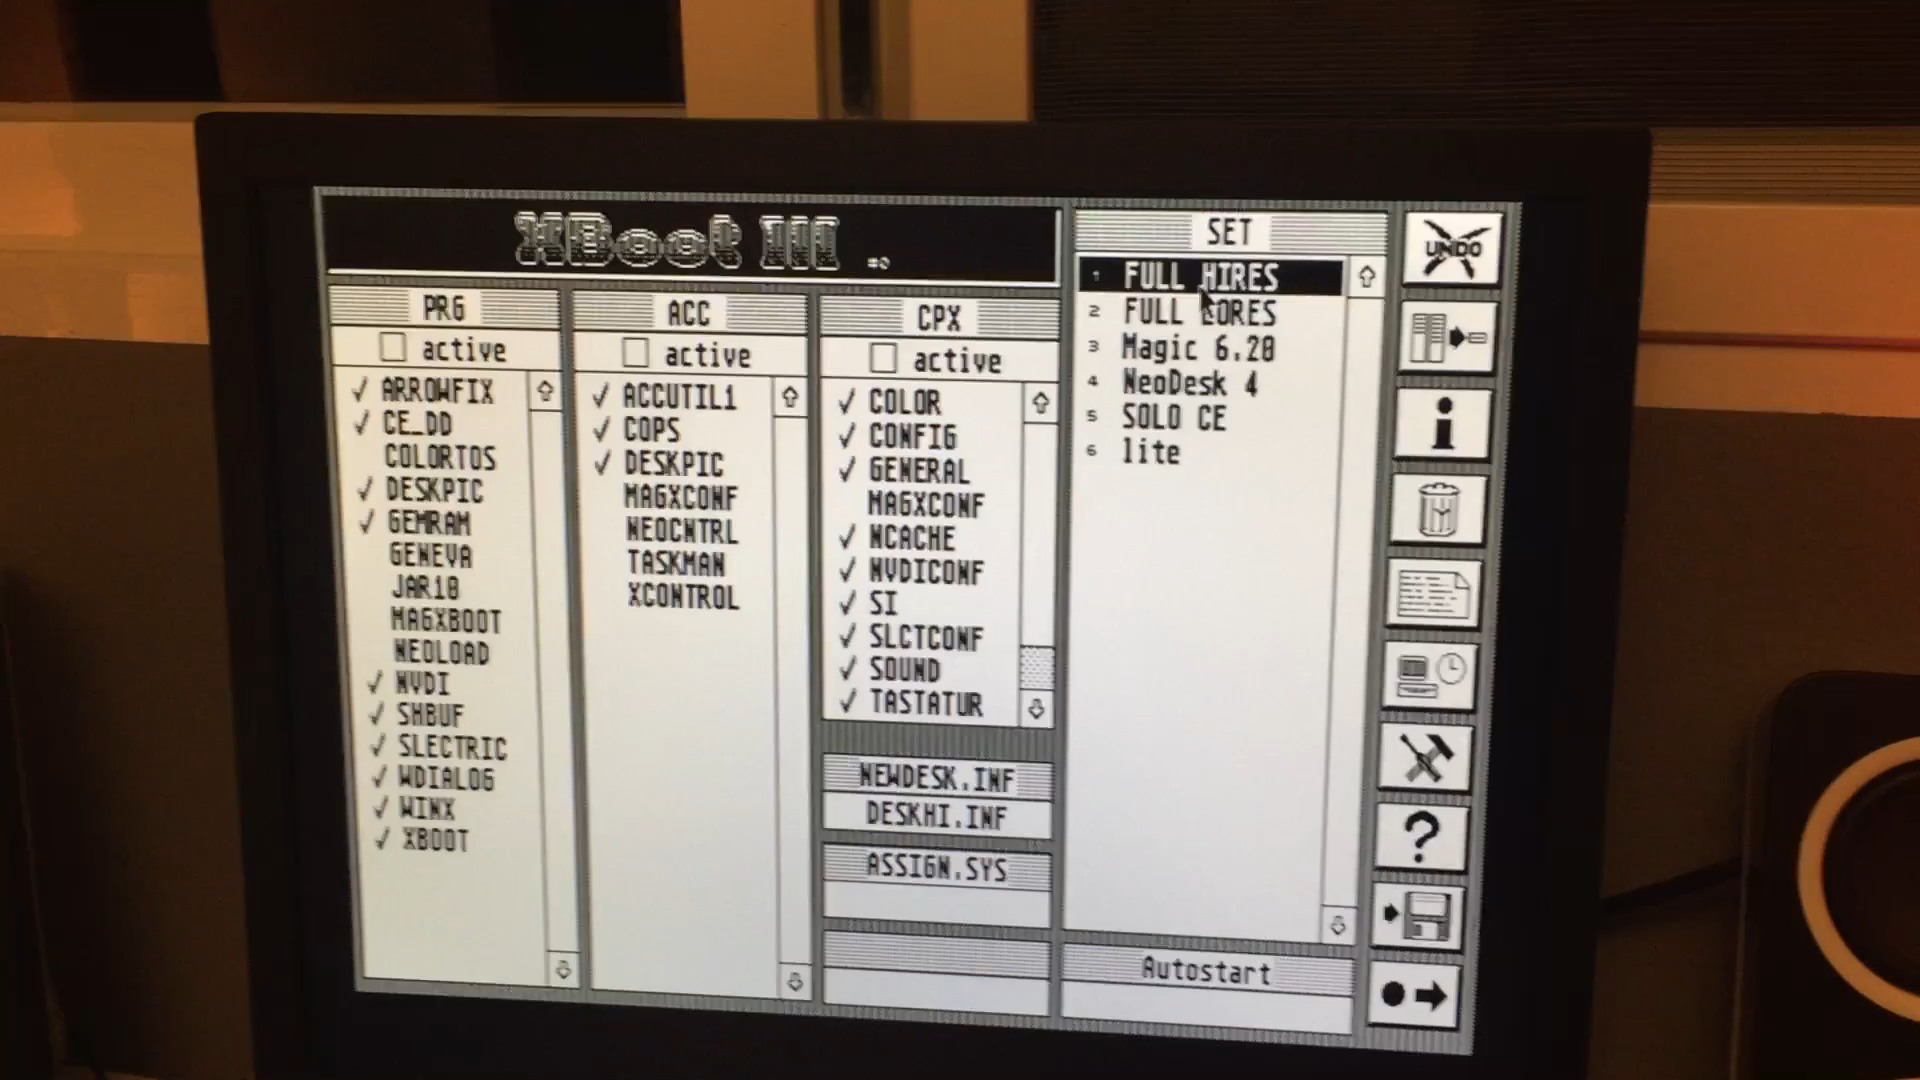 XBoot III
PRG
active
ARROWFIX
CE_DD
COLORTOS
DESKPIC
GEMRAM
GENEVA
JAR18
MAGXBOOT
NEOLOAD
NVDI
SHBUF
SLECTRIC
WDIALOG
WINX
XBOOT
ACC
active
ACCUTIL1
COPS
DESKPIC
MAGXCONF
NEOCNTRL
TASKMAN
XCONTROL
CPX
active
COLOR
CONFIG
GENERAL
MAGXCONF
NCACHE
NVDICONF
SI
SLCTCONF
SOUND
TASTATUR
NEWDESK.INF
DESKHI.INF
ASSIGN.SYS
SET
1 FULL HIRES
2 FULL LORES
3 Magic 6.20
4 NeoDesk 4
5 SOLO CE
6 lite
Autostart
UNDO
i
?